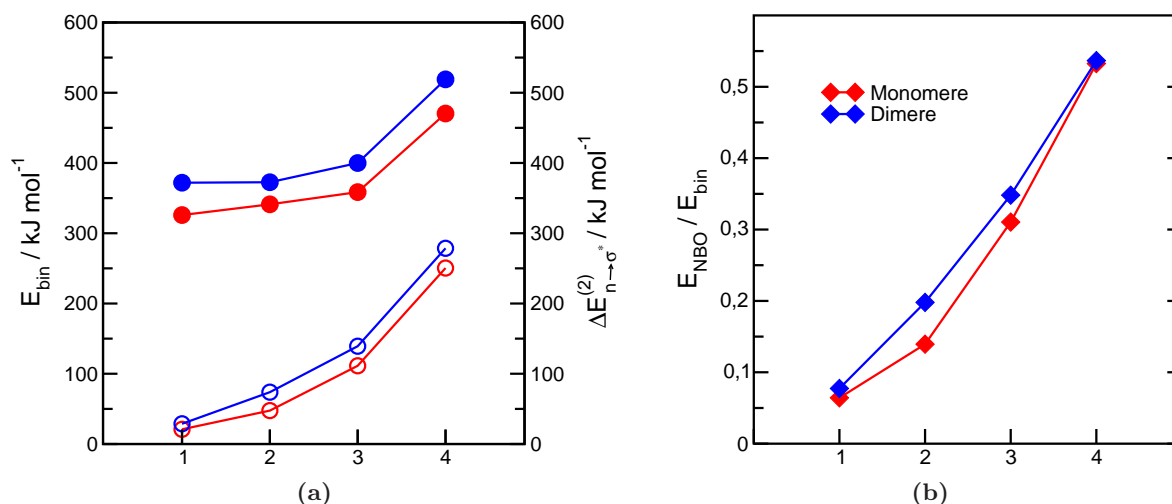 600
500
400
300
200
100
0
E_bin / kJ mol^-1
1 2 3 4
600
500
400
300
200
100
0
ΔE^(2)_n→σ* / kJ mol^-1
(a)
0,5
0,4
0,3
0,2
0,1
0
E_NBO / E_bin
Monomere
Dimere
1 2 3 4
(b)